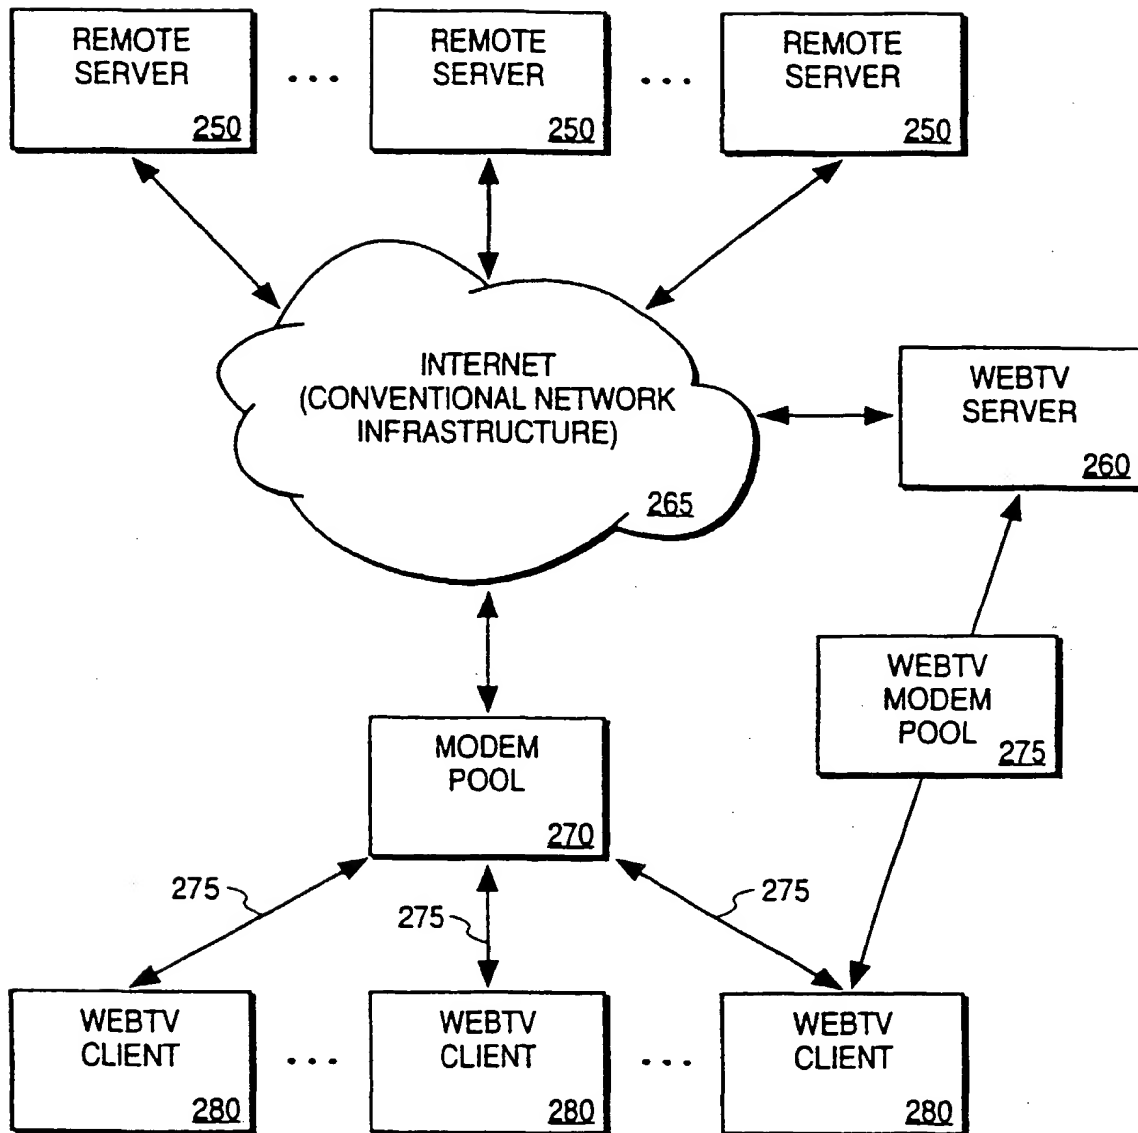 REMOTE
SERVER
250
REMOTE
SERVER
250
REMOTE
SERVER
250
INTERNET
(CONVENTIONAL NETWORK
INFRASTRUCTURE)
265
WEBTV
SERVER
260
WEBTV
MODEM
POOL
275
MODEM
POOL
270
275
275
275
WEBTV
CLIENT
280
WEBTV
CLIENT
280
WEBTV
CLIENT
280